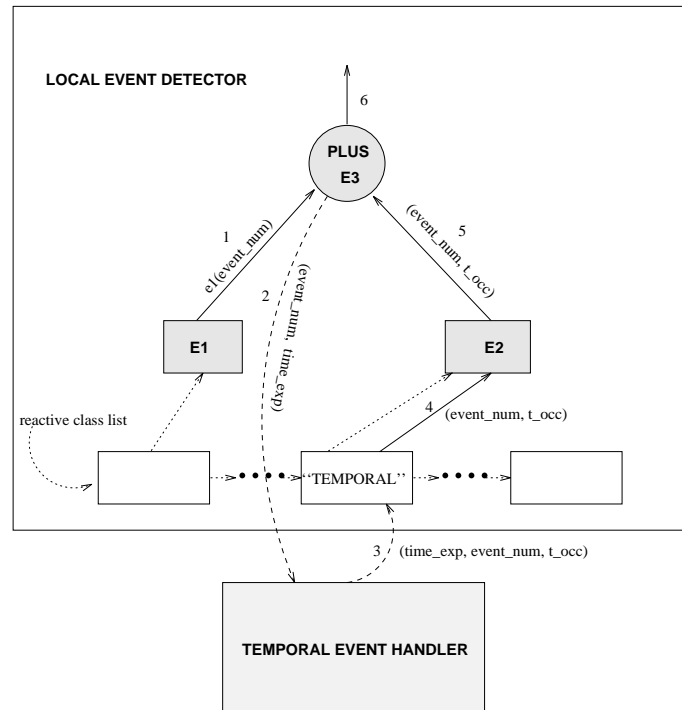 LOCAL EVENT DETECTOR
6
PLUS
E3
1
e1(event_num)
5
(event_num, t_occ)
2
(event_num, time_exp)
E1
E2
4
(event_num, t_occ)
reactive class list
‘‘TEMPORAL’’
3
(time_exp, event_num, t_occ)
TEMPORAL EVENT HANDLER